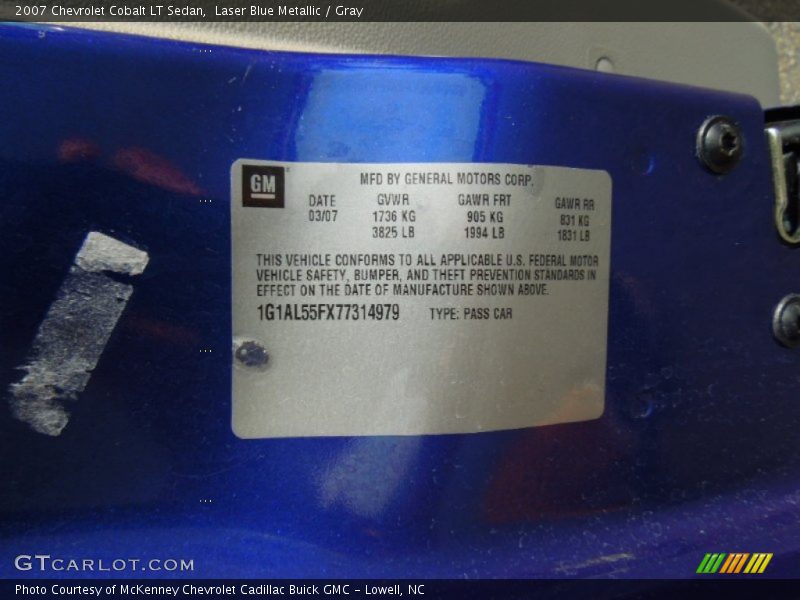 2007 Chevrolet Cobalt LT Sedan,  Laser Blue Metallic / Gray
GM
MFD BY GENERAL MOTORS CORP.
DATE GVWR GAWR FRT GAWR RR
03/07 1736 KG 905 KG 831 KG
3825 LB 1994 LB 1831 LB
THIS VEHICLE CONFORMS TO ALL APPLICABLE U.S. FEDERAL MOTOR
VEHICLE SAFETY, BUMPER, AND THEFT PREVENTION STANDARDS IN
EFFECT ON THE DATE OF MANUFACTURE SHOWN ABOVE.
1G1AL55FX77314979 TYPE: PASS CAR
GTCARLOT.COM
Photo Courtesy of McKenney Chevrolet Cadillac Buick GMC - Lowell, NC